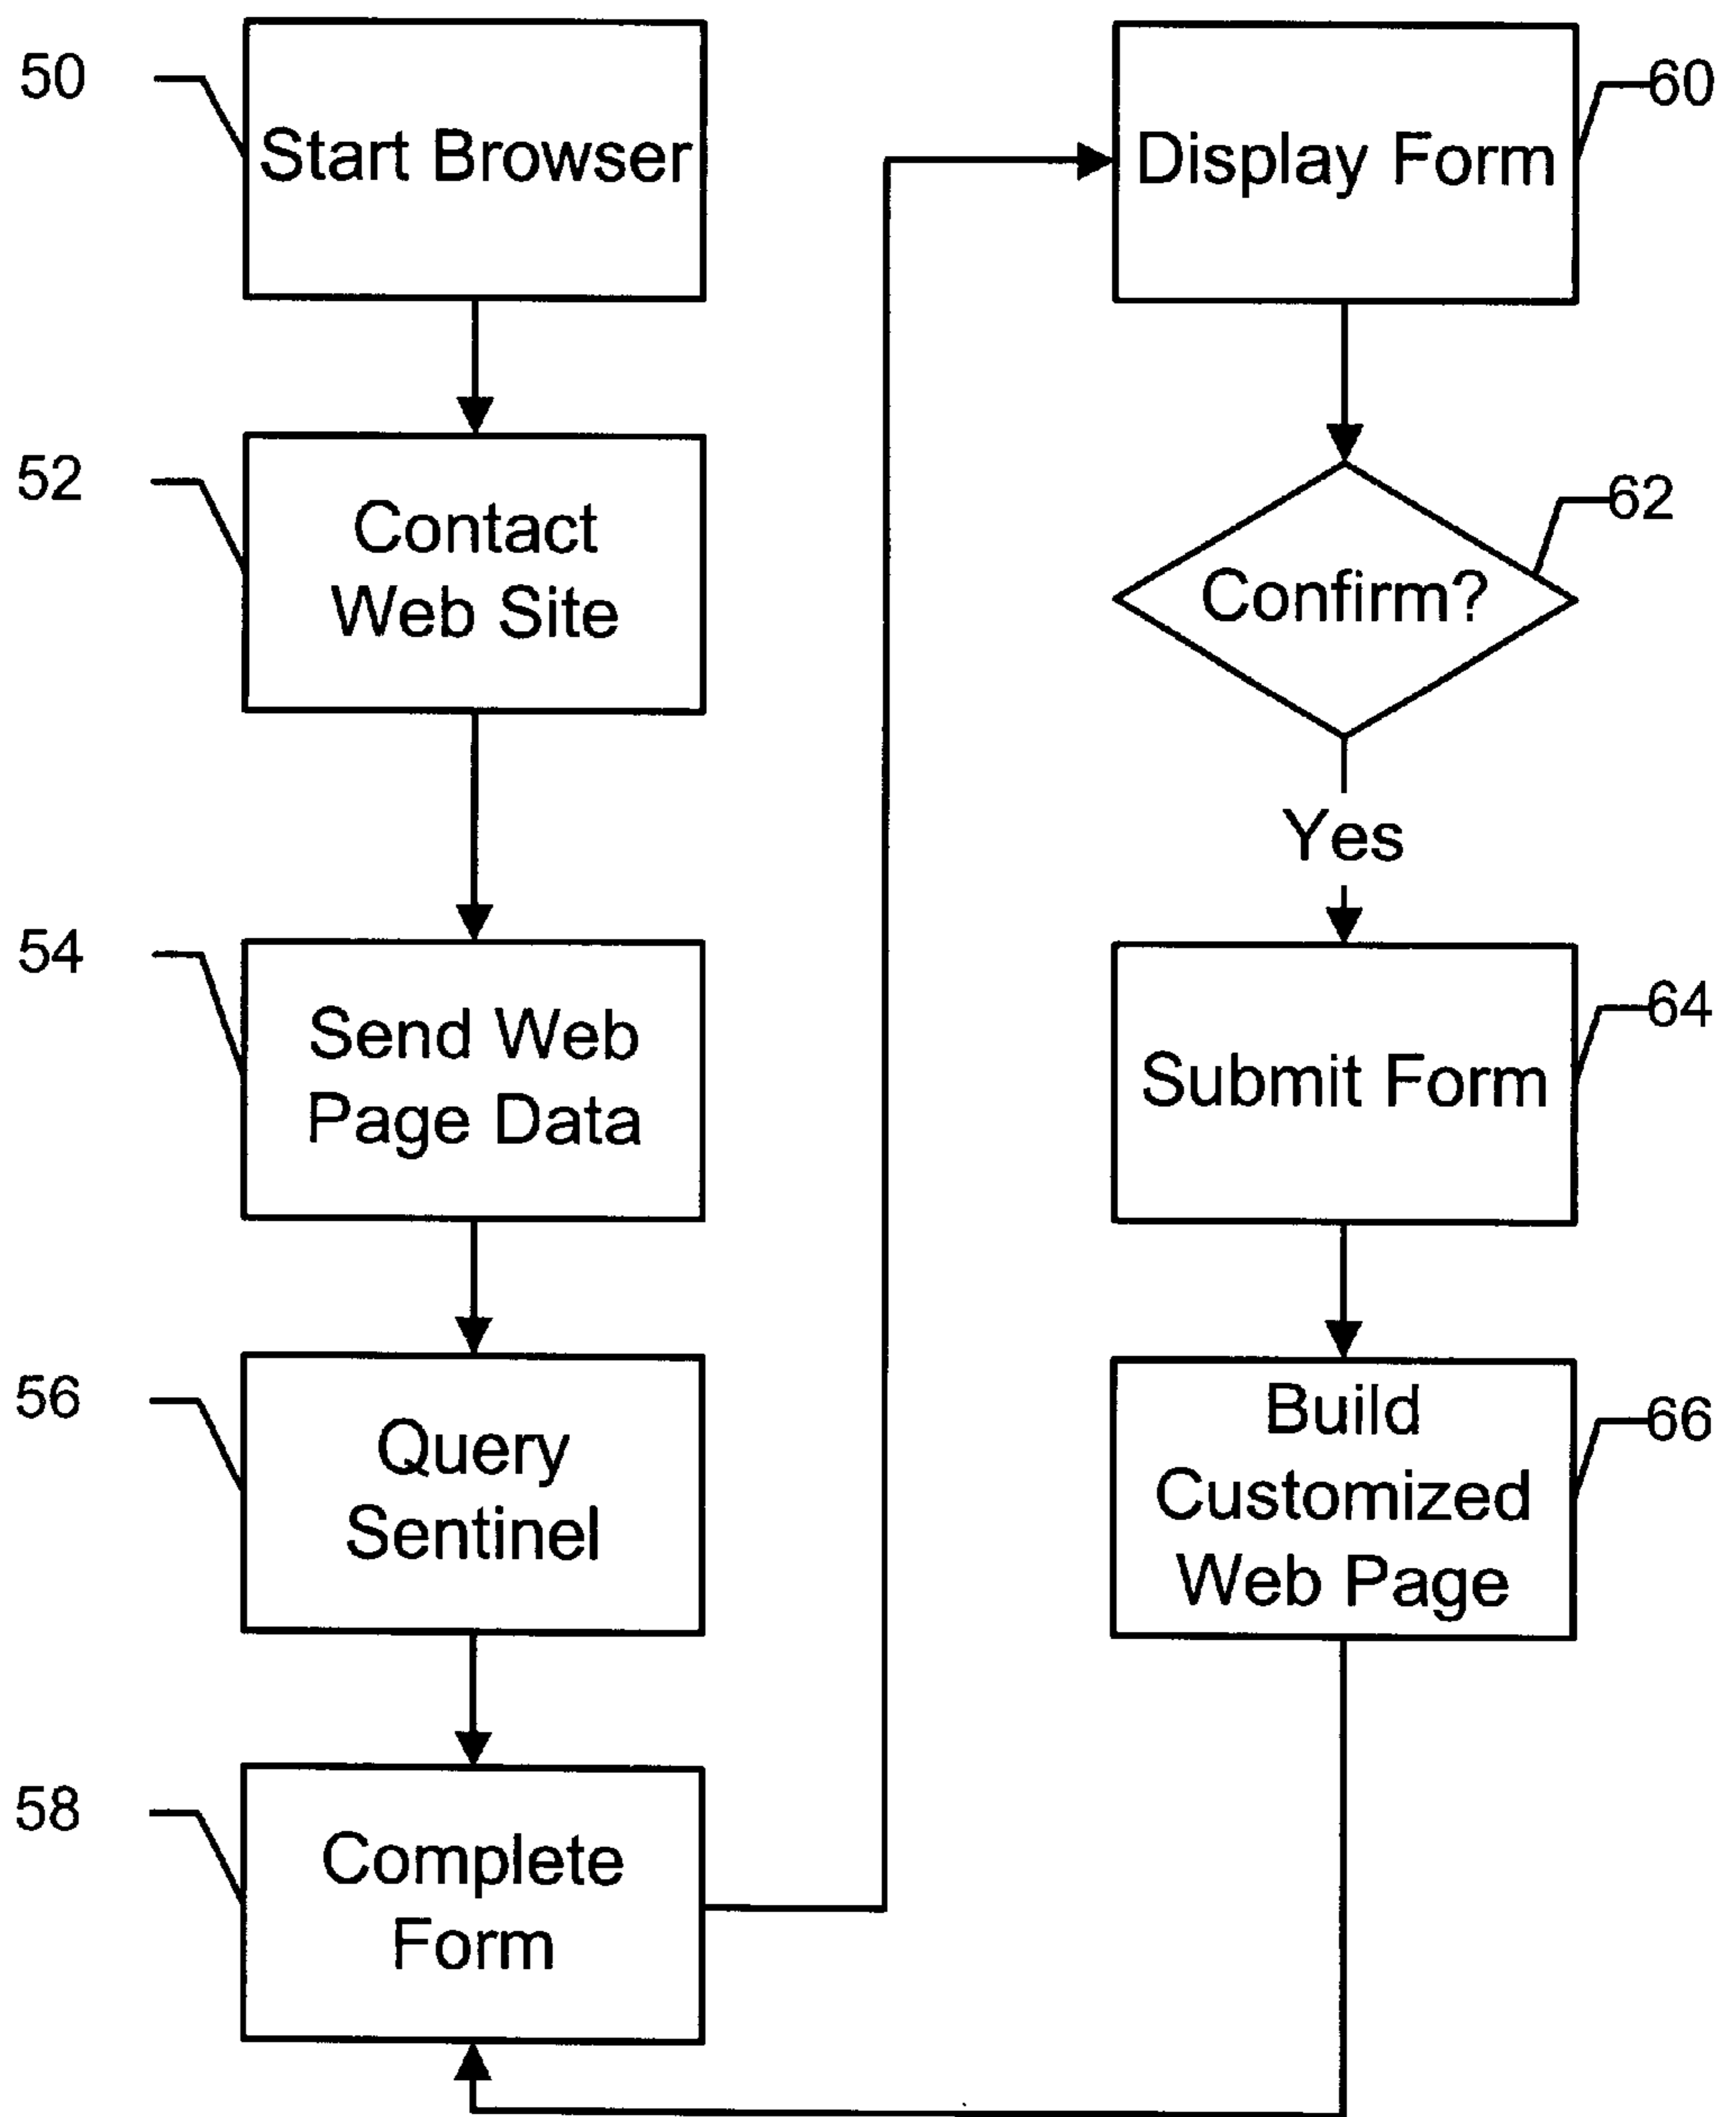 50
Start Browser
52
Contact
Web Site
54
Send Web
Page Data
56
Query
Sentinel
58
Complete
Form
60
Display Form
62
Confirm?
Yes
64
Submit Form
66
Build
Customized
Web Page